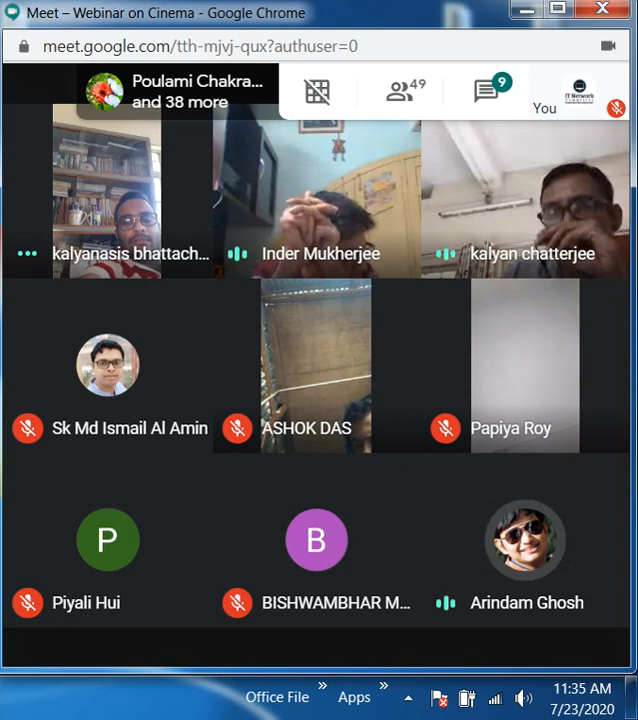 Meet – Webinar on Cinema - Google Chrome
meet.google.com/tth-mjvj-qux?authuser=0
Poulami Chakra...
and 38 more
49
9
You
IT Network
kalyanasis bhattach...
Inder Mukherjee
kalyan chatterjee
Sk Md Ismail Al Amin
ASHOK DAS
Papiya Roy
P
B
Piyali Hui
BISHWAMBHAR M...
Arindam Ghosh
Office File »
Apps »
11:35 AM
7/23/2020